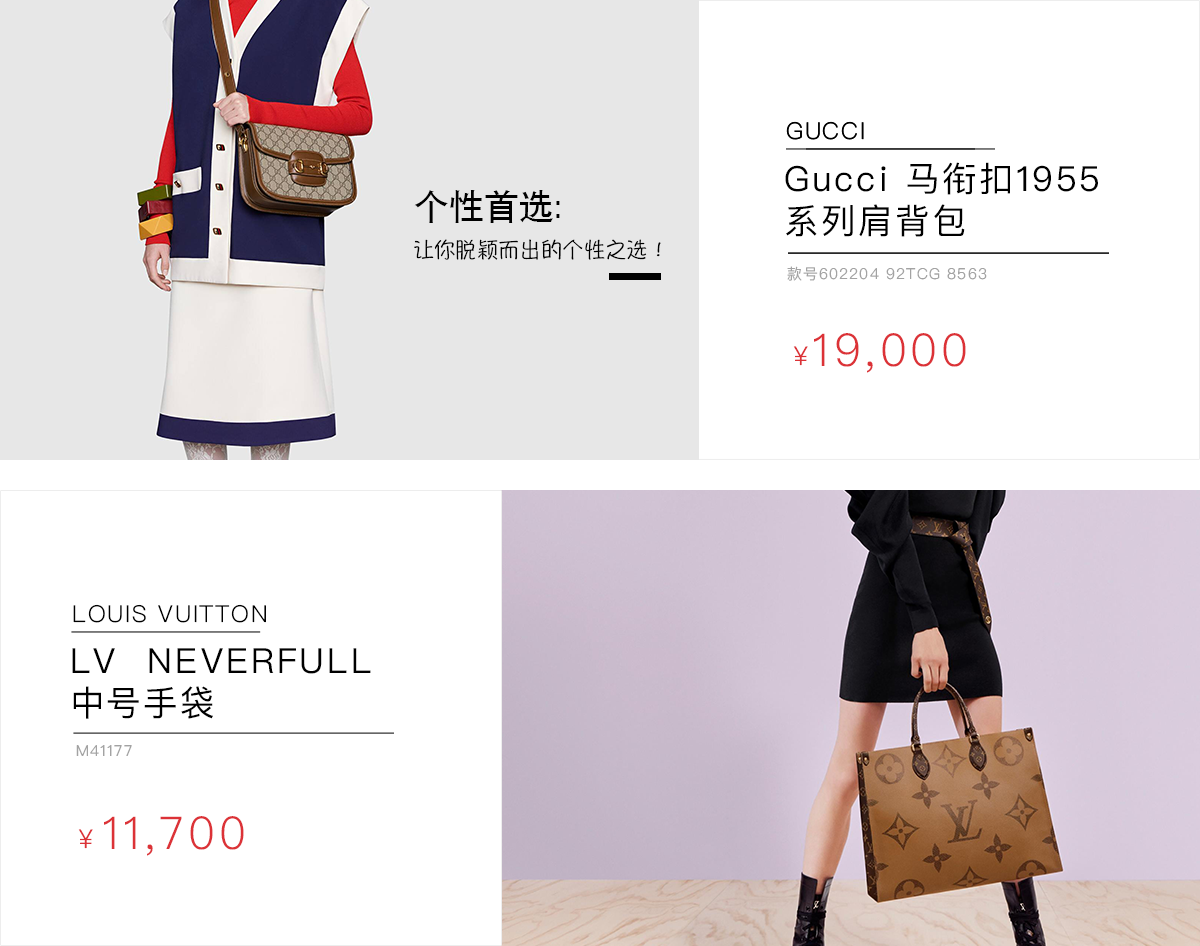 个性首选:
让你脱颖而出的个性之选！
GUCCI
Gucci 马衔扣1955
系列肩背包
款号602204 92TCG 8563
¥19,000
LOUIS VUITTON
LV NEVERFULL
中号手袋
M41177
¥11,700